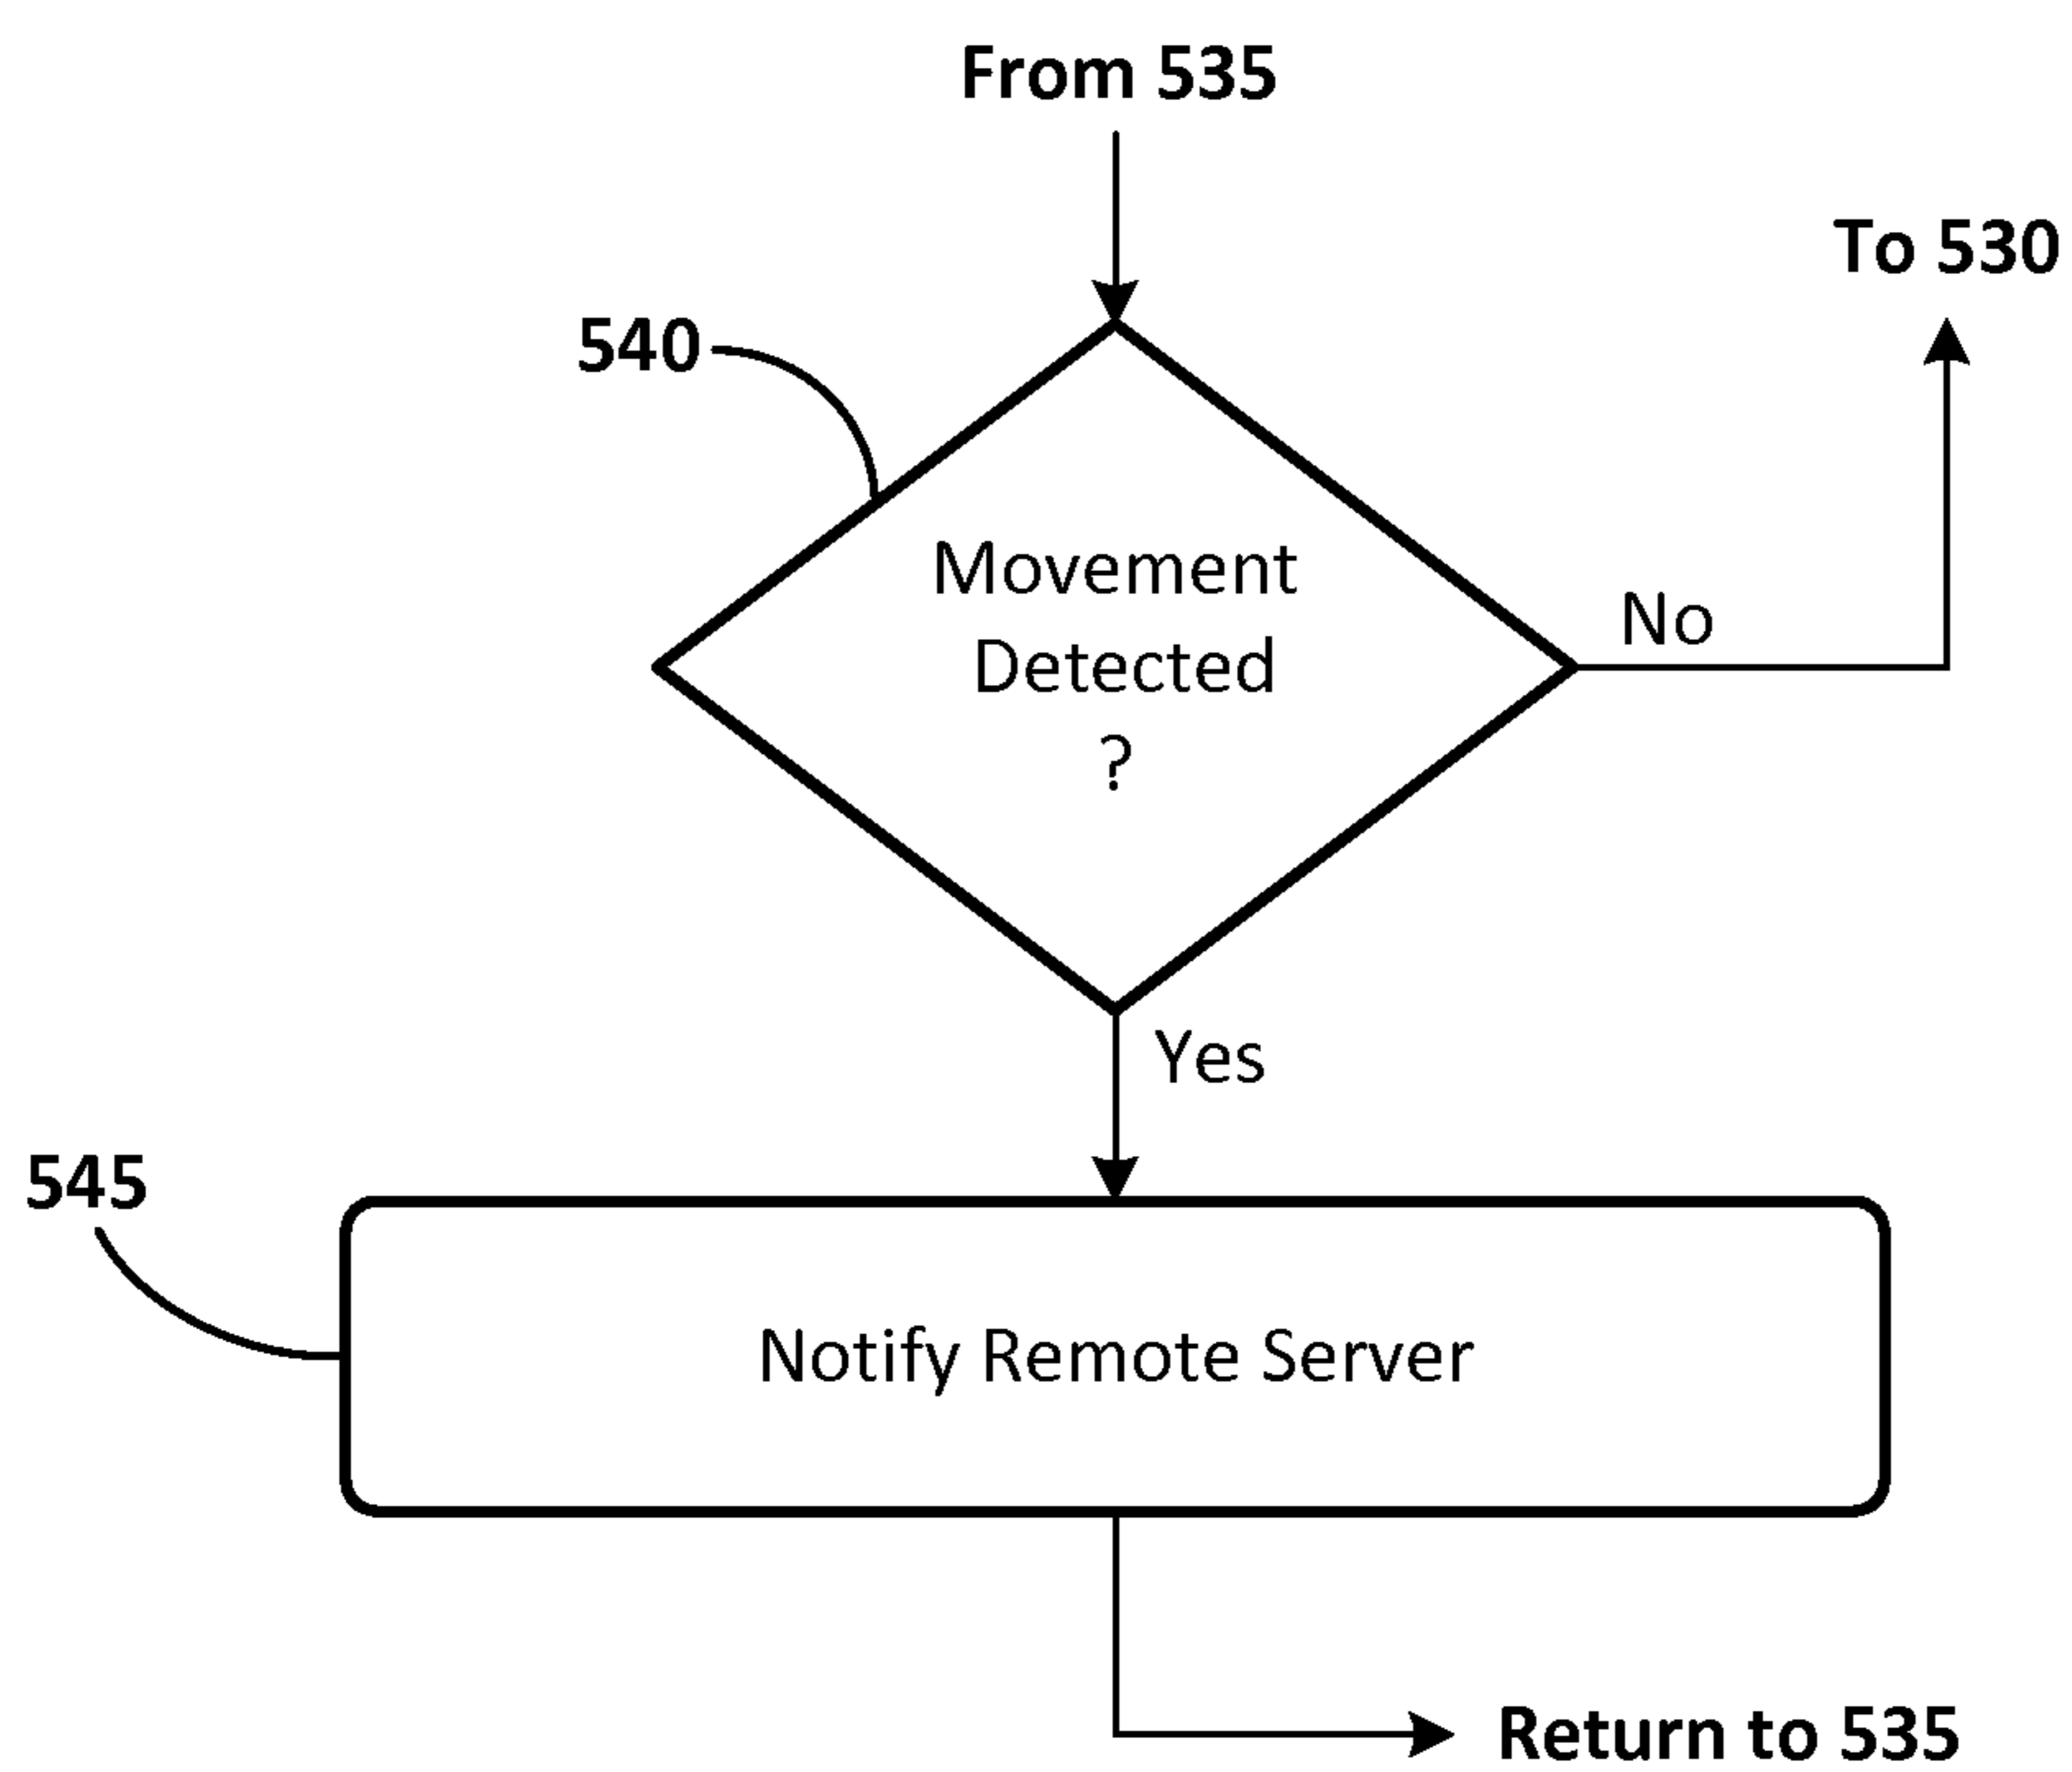 From 535
To 530
540
Movement
Detected
?
No
Yes
545
Notify Remote Server
Return to 535